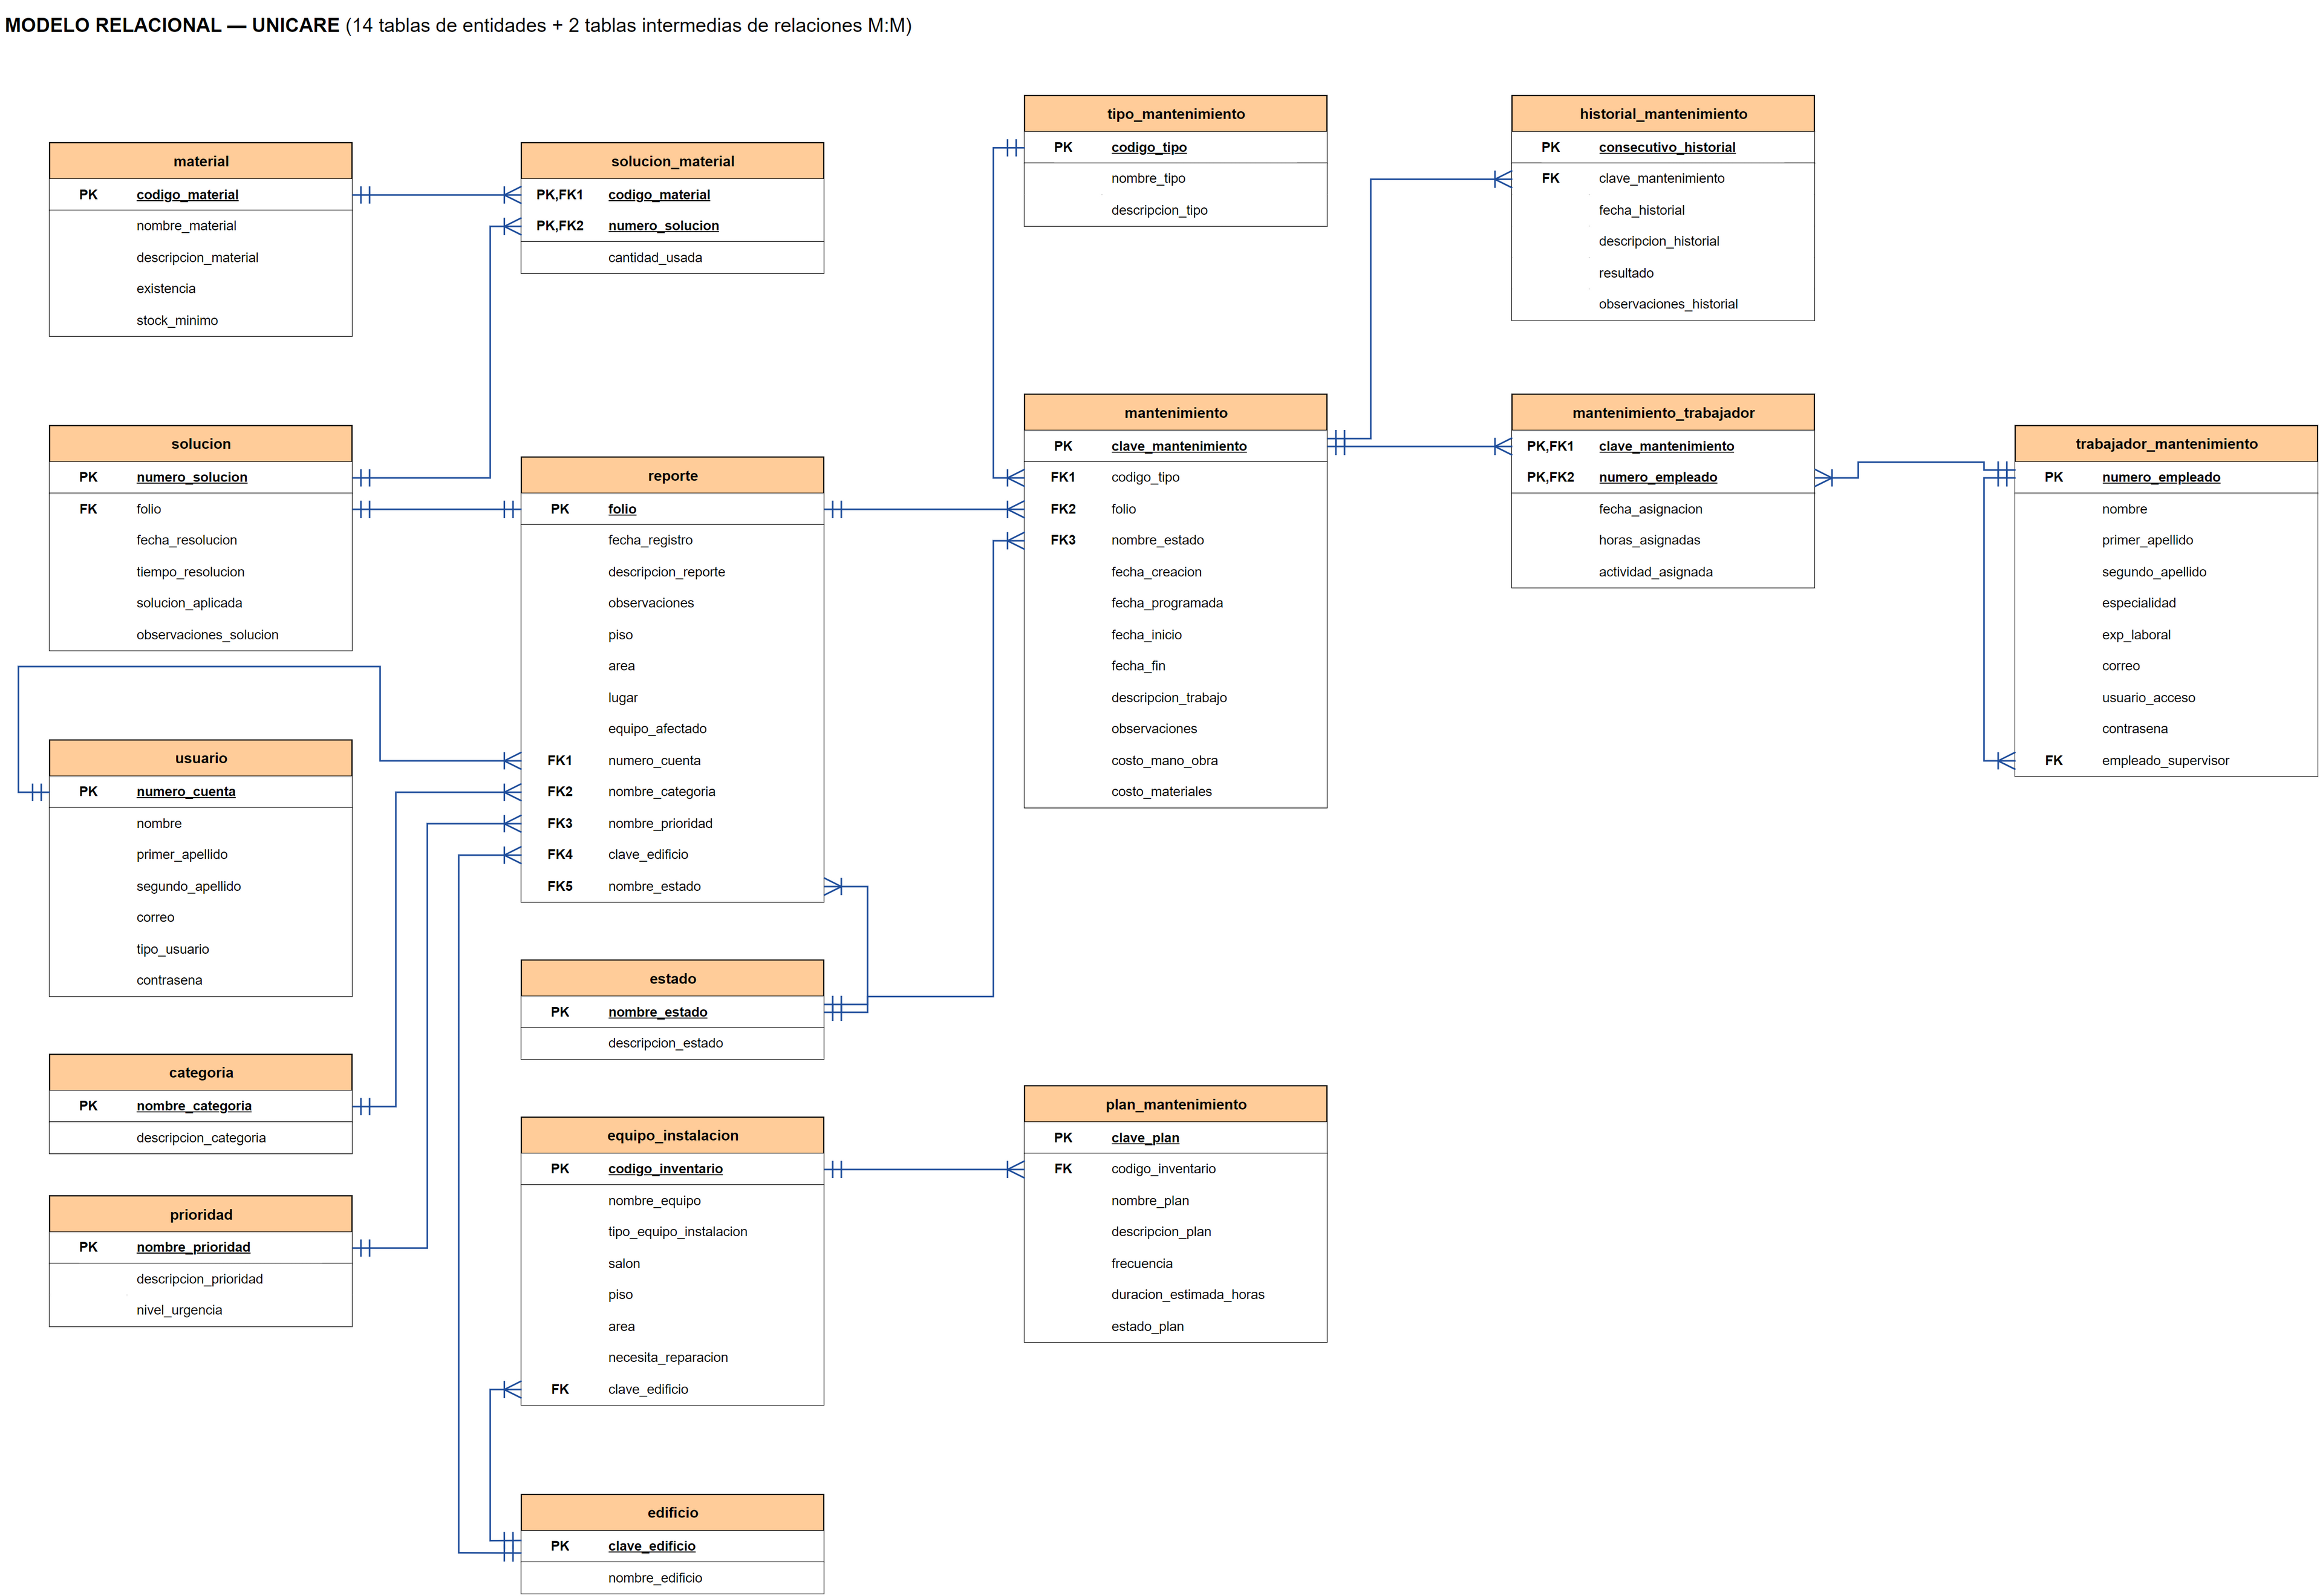 MODELO RELACIONAL — UNICARE (14 tablas de entidades + 2 tablas intermedias de relaciones M:M)
material
PK codigo_material
nombre_material
descripcion_material
existencia
stock_minimo
solucion_material
PK,FK1 codigo_material
PK,FK2 numero_solucion
cantidad_usada
tipo_mantenimiento
PK codigo_tipo
nombre_tipo
descripcion_tipo
historial_mantenimiento
PK consecutivo_historial
FK clave_mantenimiento
fecha_historial
descripcion_historial
resultado
observaciones_historial
solucion
PK numero_solucion
FK folio
fecha_resolucion
tiempo_resolucion
solucion_aplicada
observaciones_solucion
reporte
PK folio
fecha_registro
descripcion_reporte
observaciones
piso
area
lugar
equipo_afectado
FK1 numero_cuenta
FK2 nombre_categoria
FK3 nombre_prioridad
FK4 clave_edificio
FK5 nombre_estado
mantenimiento
PK clave_mantenimiento
FK1 codigo_tipo
FK2 folio
FK3 nombre_estado
fecha_creacion
fecha_programada
fecha_inicio
fecha_fin
descripcion_trabajo
observaciones
costo_mano_obra
costo_materiales
mantenimiento_trabajador
PK,FK1 clave_mantenimiento
PK,FK2 numero_empleado
fecha_asignacion
horas_asignadas
actividad_asignada
trabajador_mantenimiento
PK numero_empleado
nombre
primer_apellido
segundo_apellido
especialidad
exp_laboral
correo
usuario_acceso
contrasena
FK empleado_supervisor
usuario
PK numero_cuenta
nombre
primer_apellido
segundo_apellido
correo
tipo_usuario
contrasena
estado
PK nombre_estado
descripcion_estado
categoria
PK nombre_categoria
descripcion_categoria
equipo_instalacion
PK codigo_inventario
nombre_equipo
tipo_equipo_instalacion
salon
piso
area
necesita_reparacion
FK clave_edificio
plan_mantenimiento
PK clave_plan
FK codigo_inventario
nombre_plan
descripcion_plan
frecuencia
duracion_estimada_horas
estado_plan
prioridad
PK nombre_prioridad
descripcion_prioridad
nivel_urgencia
edificio
PK clave_edificio
nombre_edificio